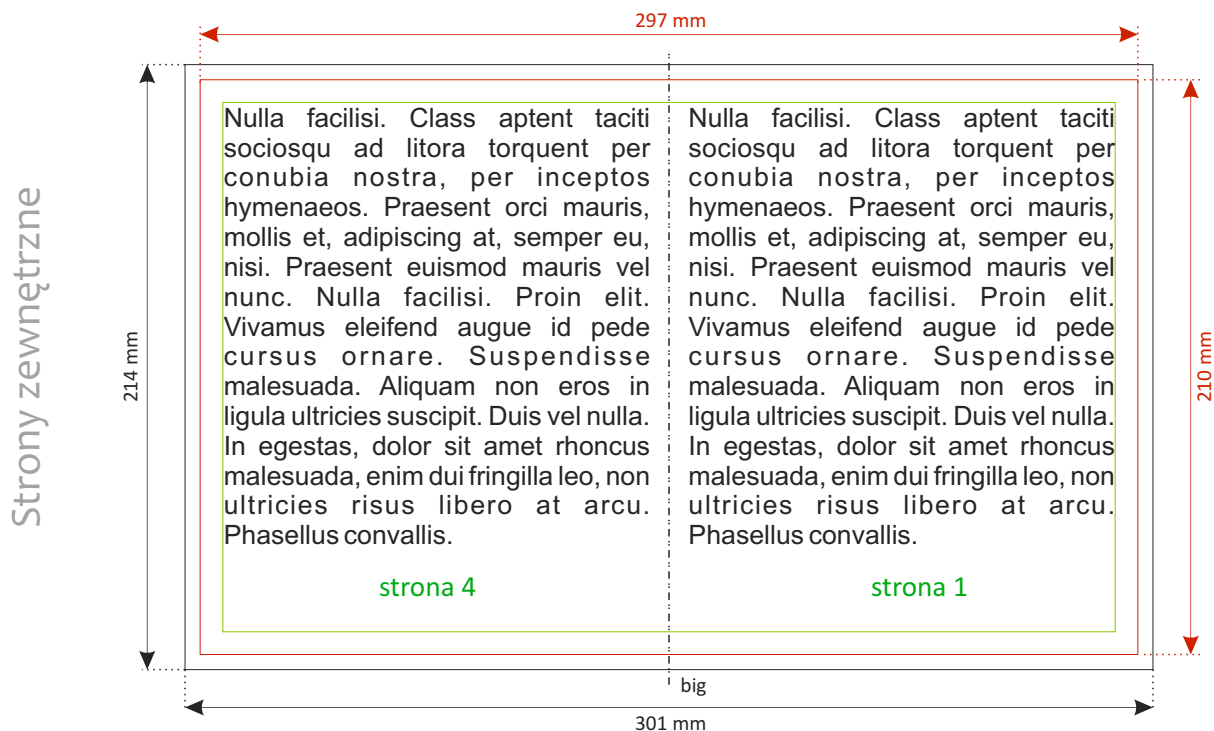 297 mm
Strony zewnętrzne
214 mm
Nulla facilisi. Class aptent taciti
sociosqu ad litora torquent per
conubia nostra, per inceptos
hymenaeos. Praesent orci mauris,
mollis et, adipiscing at, semper eu,
nisi. Praesent euismod mauris vel
nunc. Nulla facilisi. Proin elit.
Vivamus eleifend augue id pede
cursus ornare. Suspendisse
malesuada. Aliquam non eros in
ligula ultricies suscipit. Duis vel nulla.
In egestas, dolor sit amet rhoncus
malesuada, enim dui fringilla leo, non
ultricies risus libero at arcu.
Phasellus convallis.
strona 4
Nulla facilisi. Class aptent taciti
sociosqu ad litora torquent per
conubia nostra, per inceptos
hymenaeos. Praesent orci mauris,
mollis et, adipiscing at, semper eu,
nisi. Praesent euismod mauris vel
nunc. Nulla facilisi. Proin elit.
Vivamus eleifend augue id pede
cursus ornare. Suspendisse
malesuada. Aliquam non eros in
ligula ultricies suscipit. Duis vel nulla.
In egestas, dolor sit amet rhoncus
malesuada, enim dui fringilla leo, non
ultricies risus libero at arcu.
Phasellus convallis.
strona 1
210 mm
big
301 mm